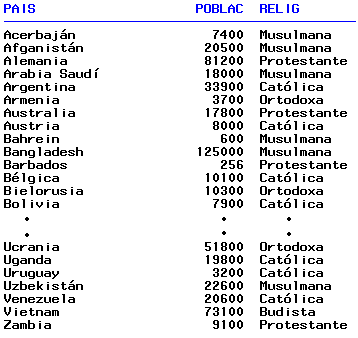 PAIS POBLAC RELIG
Acerbaján 7400 Musulmana
Afganistán 20500 Musulmana
Alemania 81200 Protestante
Arabia Saudí 18000 Musulmana
Argentina 33900 Católica
Armenia 3700 Ortodoxa
Australia 17800 Protestante
Austria 8000 Católica
Bahrein 600 Musulmana
Bangladesh 125000 Musulmana
Barbados 256 Protestante
Bélgica 10100 Católica
Bielorusia 10300 Ortodoxa
Bolivia 7900 Católica
• • •
• • •
Ucrania 51800 Ortodoxa
Uganda 19800 Católica
Uruguay 3200 Católica
Uzbekistán 22600 Musulmana
Venezuela 20600 Católica
Vietnam 73100 Budista
Zambia 9100 Protestante